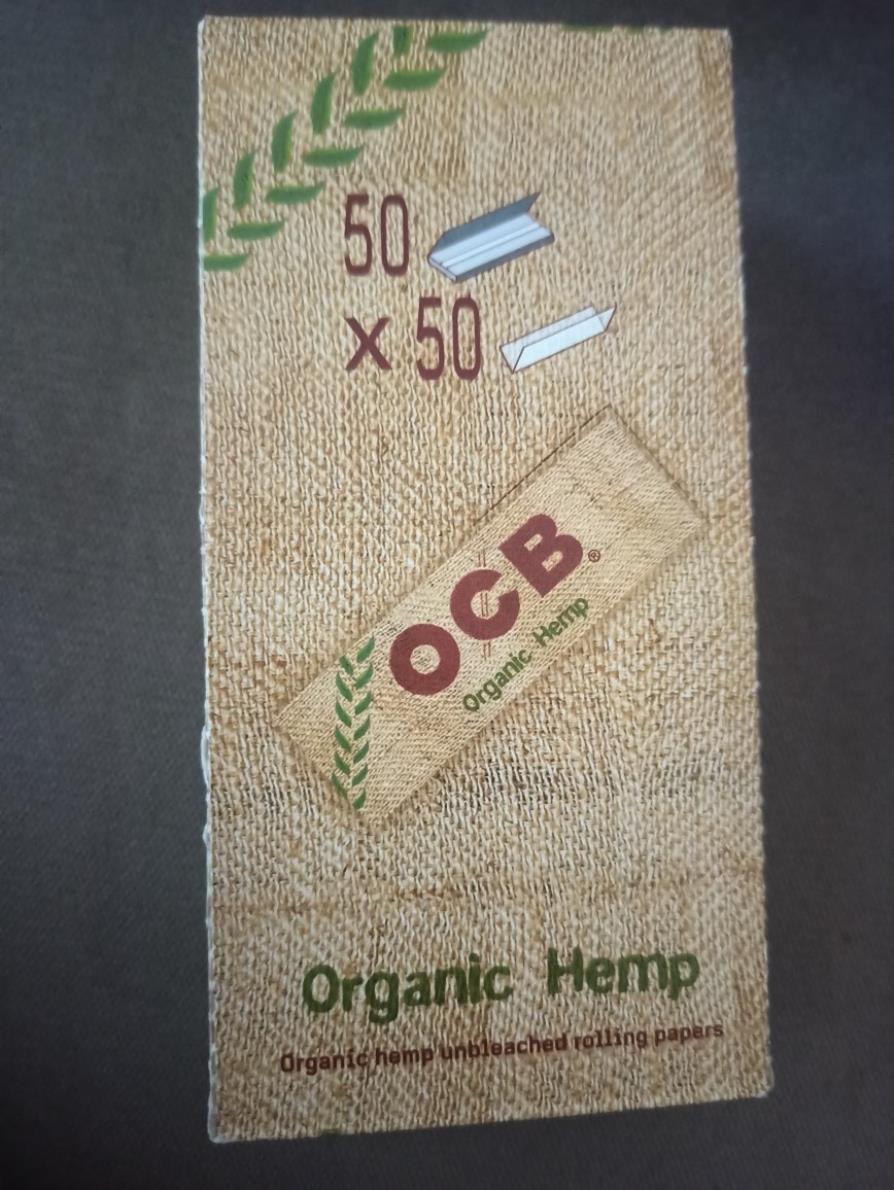 50
x 50
OCB®
Organic Hemp
Organic Hemp
Organic hemp unbleached rolling papers